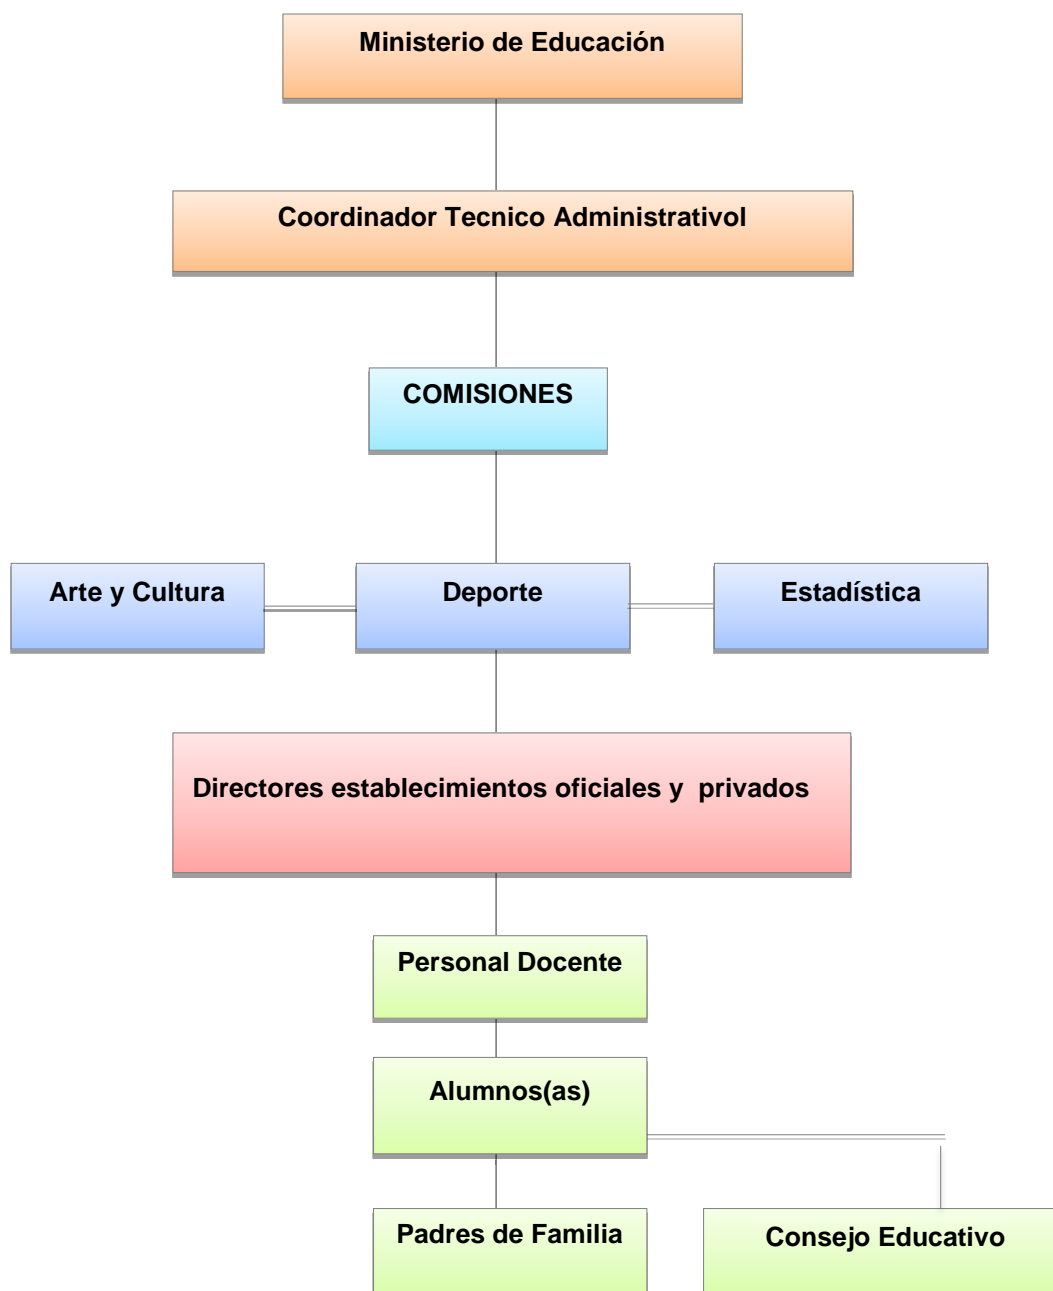 Ministerio de Educación
Coordinador Tecnico Administrativol
COMISIONES
Arte y Cultura
Deporte
Estadística
Directores establecimientos oficiales y  privados
Personal Docente
Alumnos(as)
Padres de Familia
Consejo Educativo